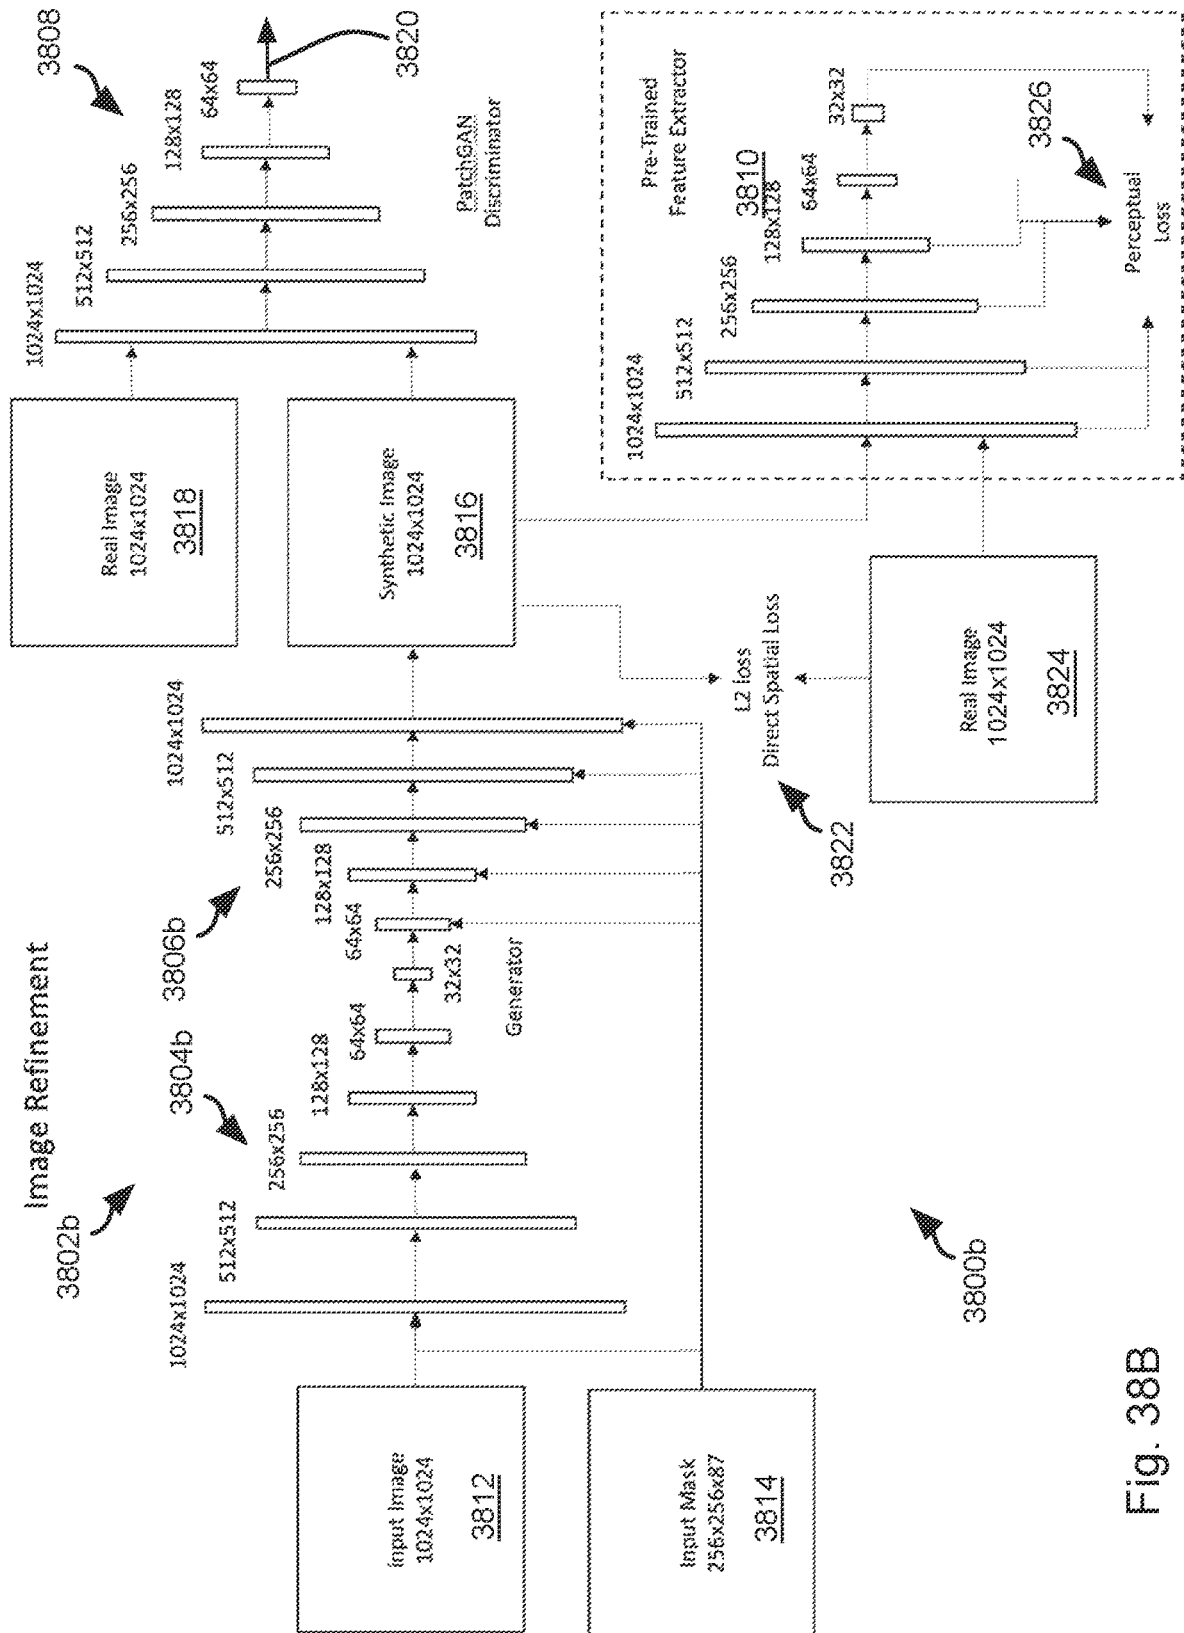 Image Refinement
3802b
3804b
3806b
3808
1024x1024
512x512
256x256
128x128
64x64
32x32
64x64
128x128
256x256
512x512
1024x1024
Generator
Input Image
1024x1024
3812
Input Mask
256x256x87
3814
Real Image
1024x1024
3818
Synthetic Image
1024x1024
3816
1024x1024
512x512
256x256
128x128
64x64
3820
PatchGAN
Discriminator
L2 loss
Direct Spatial Loss
3822
Real Image
1024x1024
3824
Pre-Trained
Feature Extractor
3810
1024x1024
512x512
256x256
128x128
64x64
32x32
3826
Perceptual
Loss
3800b
Fig. 38B